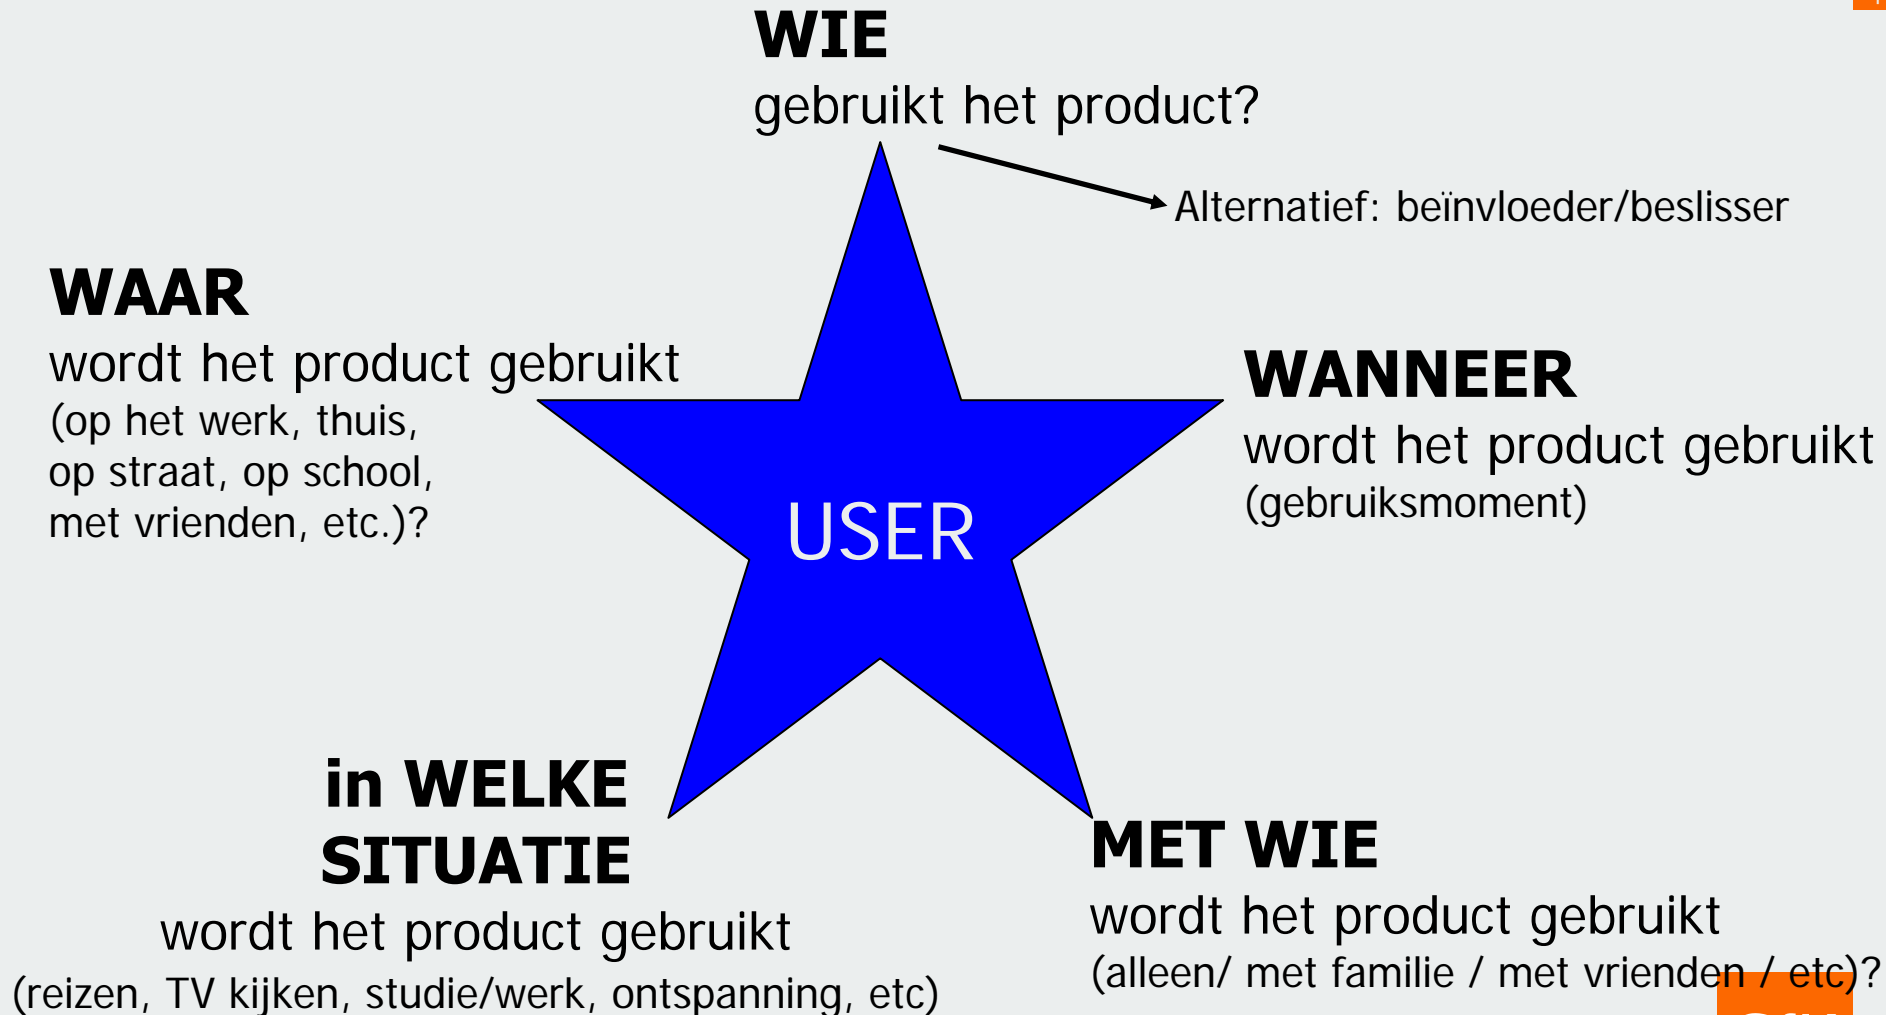 WIE
gebruikt het product?
Alternatief: beïnvloeder/beslisser
WAAR
wordt het product gebruikt
(op het werk, thuis,
op straat, op school,
met vrienden, etc.)?
WANNEER
wordt het product gebruikt
(gebruiksmoment)
USER
in WELKE
SITUATIE
wordt het product gebruikt
(reizen, TV kijken, studie/werk, ontspanning, etc)
MET WIE
wordt het product gebruikt
(alleen/ met familie / met vrienden / etc)?